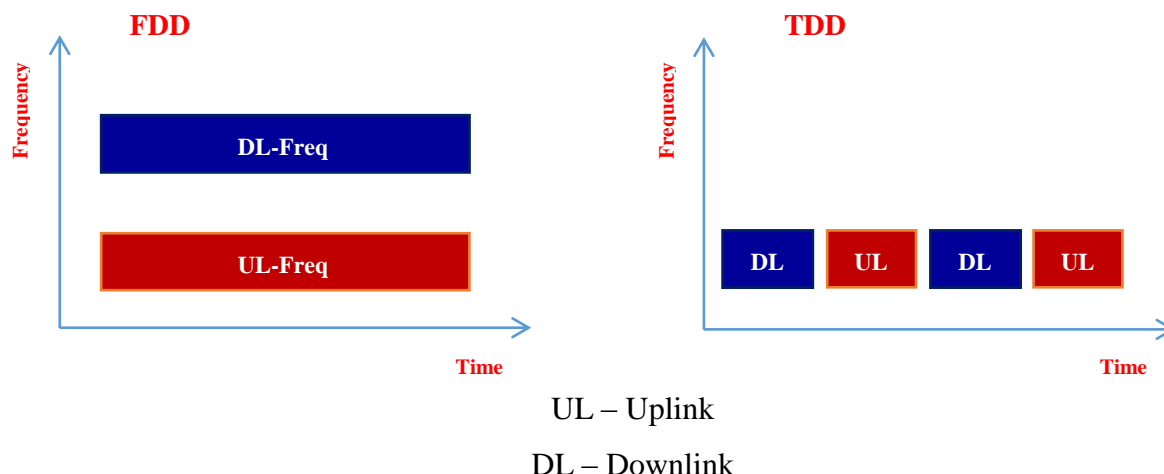 FDD
Frequency
DL-Freq
UL-Freq
Time
TDD
Frequency
DL
UL
DL
UL
Time
UL – Uplink
DL – Downlink